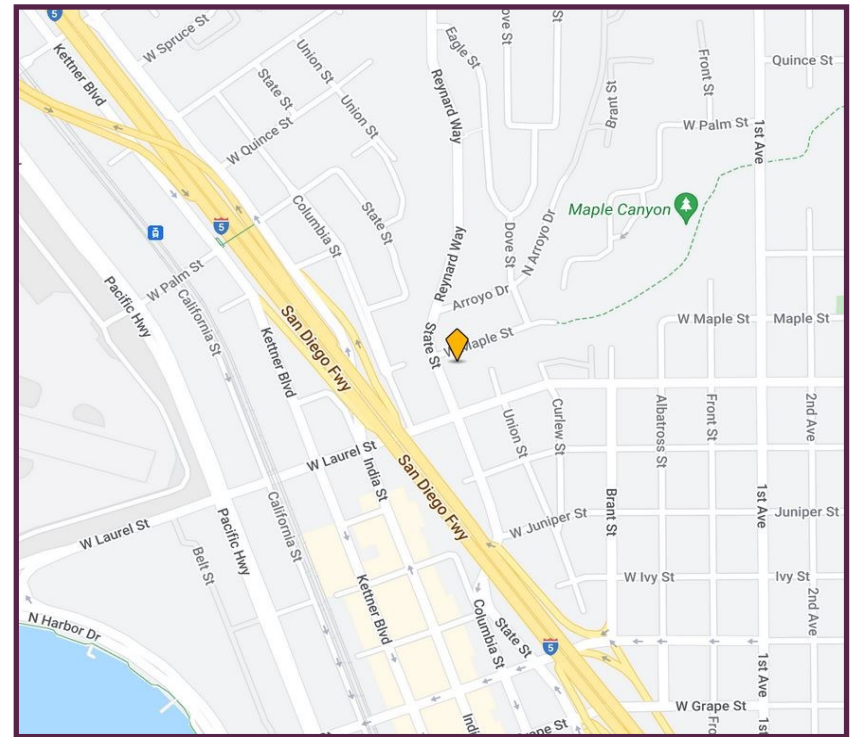 5
W Spruce St
Kettner Blvd
Union St
State St
Union St
W Quince St
Eagle St
Reynard Way
Dove St
Brant St
Front St
Quince St
W Palm St
1st Ave
Columbia St
State St
5
Maple Canyon
Dove St
N Arroyo Dr
Reynard Way
Arroyo Dr
W Palm St
Pacific Hwy
California St
Kettner Blvd
San Diego Fwy
State St
W Maple St
W Maple St
Maple St
Union St
Curlew St
Albatross St
Front St
2nd Ave
W Laurel St
India St
San Diego Fwy
Brant St
1st Ave
W Laurel St
Pacific Hwy
California St
W Juniper St
Juniper St
Belt St
W Ivy St
Ivy St
2nd Ave
N Harbor Dr
Kettner Blvd
Columbia St
State St
5
1st Ave
W Grape St